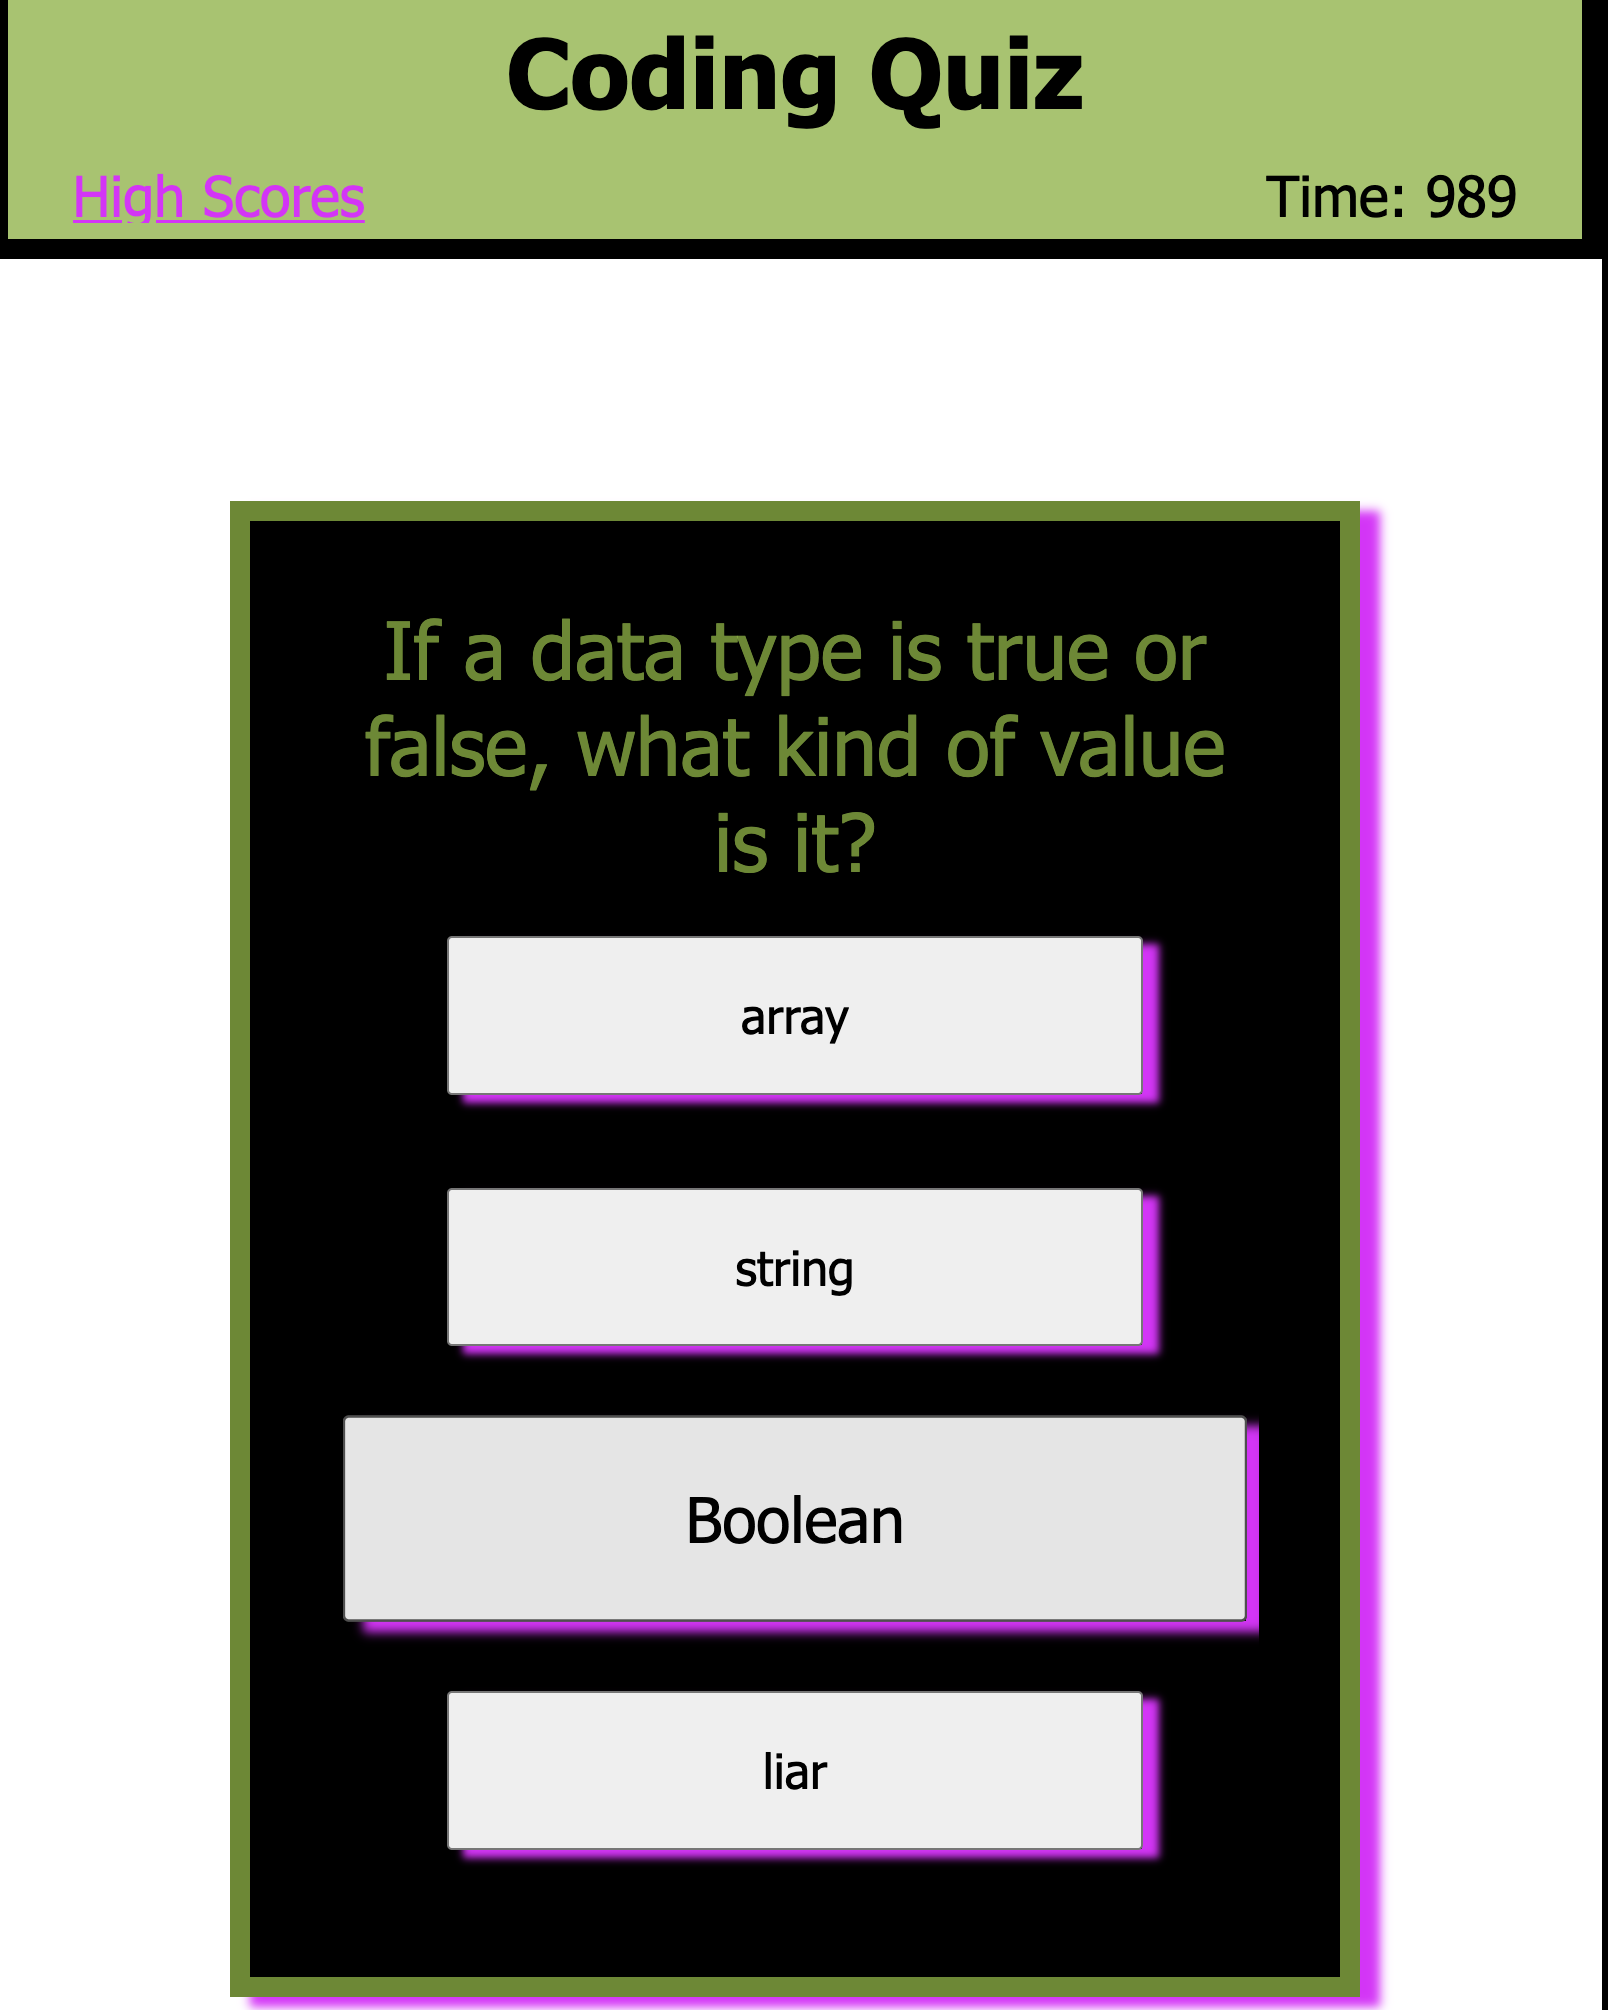 Coding Quiz
High Scores
Time: 989
If a data type is true or
false, what kind of value
is it?
array
string
Boolean
liar